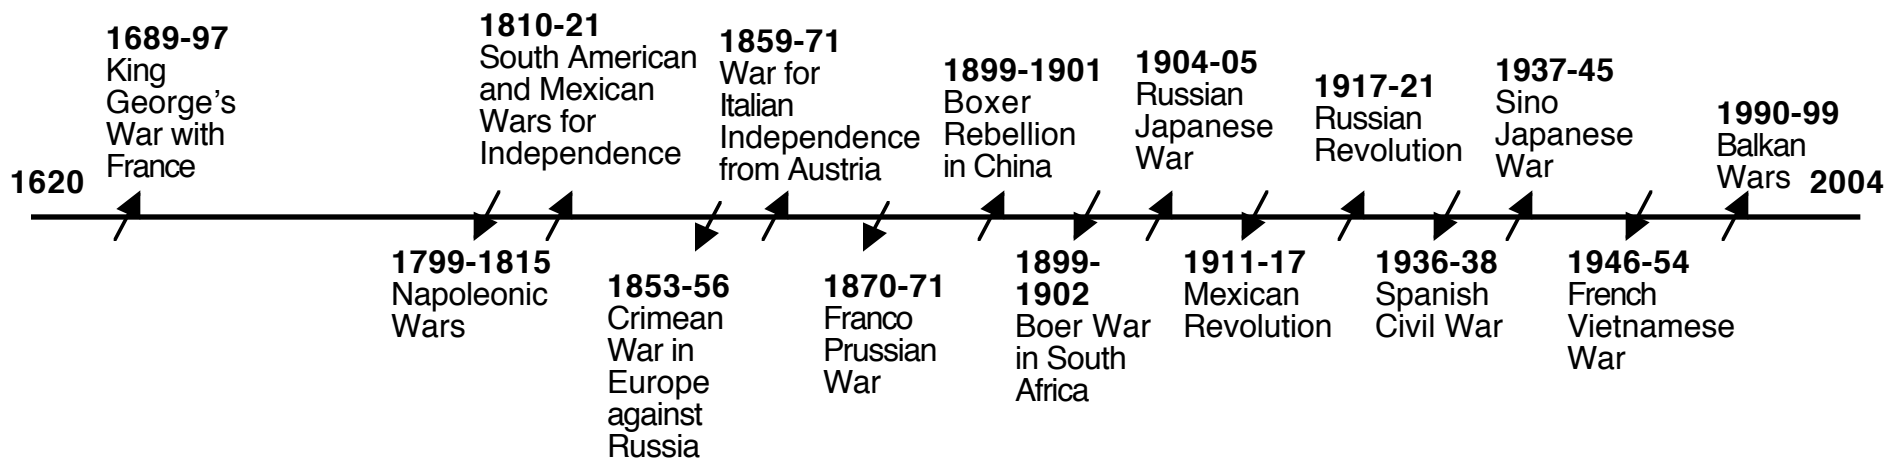 1620
1689-97
King
George's
War with
France
1799-1815
Napoleonic
Wars
1810-21
South American
and Mexican
Wars for
Independence
1853-56
Crimean
War in
Europe
against
Russia
1859-71
War for
Italian
Independence
from Austria
1870-71
Franco
Prussian
War
1899-1901
Boxer
Rebellion
in China
1899-
1902
Boer War
in South
Africa
1904-05
Russian
Japanese
War
1911-17
Mexican
Revolution
1917-21
Russian
Revolution
1936-38
Spanish
Civil War
1937-45
Sino
Japanese
War
1946-54
French
Vietnamese
War
1990-99
Balkan
Wars
2004